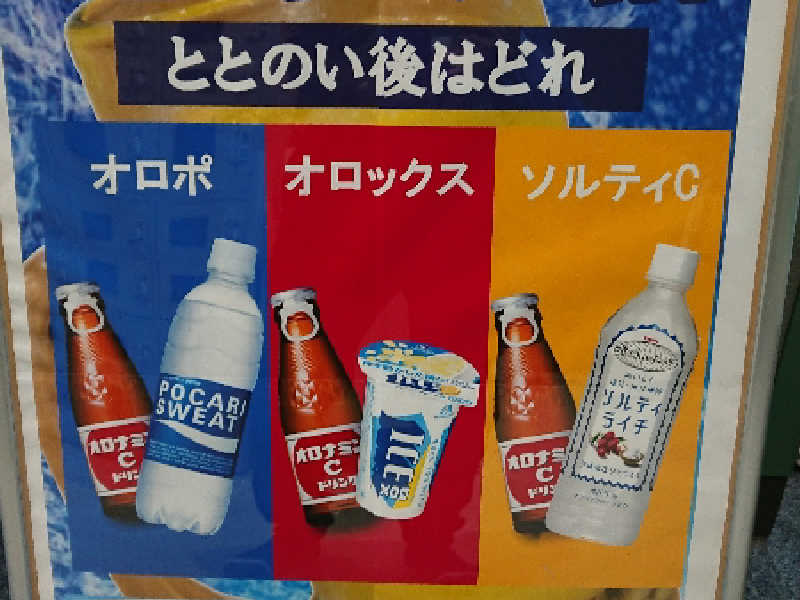 ととのい後はどれ
オロポ
オロックス
ソルティC
オロナミン
C
ドリンク
POCARI
SWEAT
オロナミン
C
ドリンク
ICE
BOX
オロナミン
C
ドリンク
ソルティ
ライチ